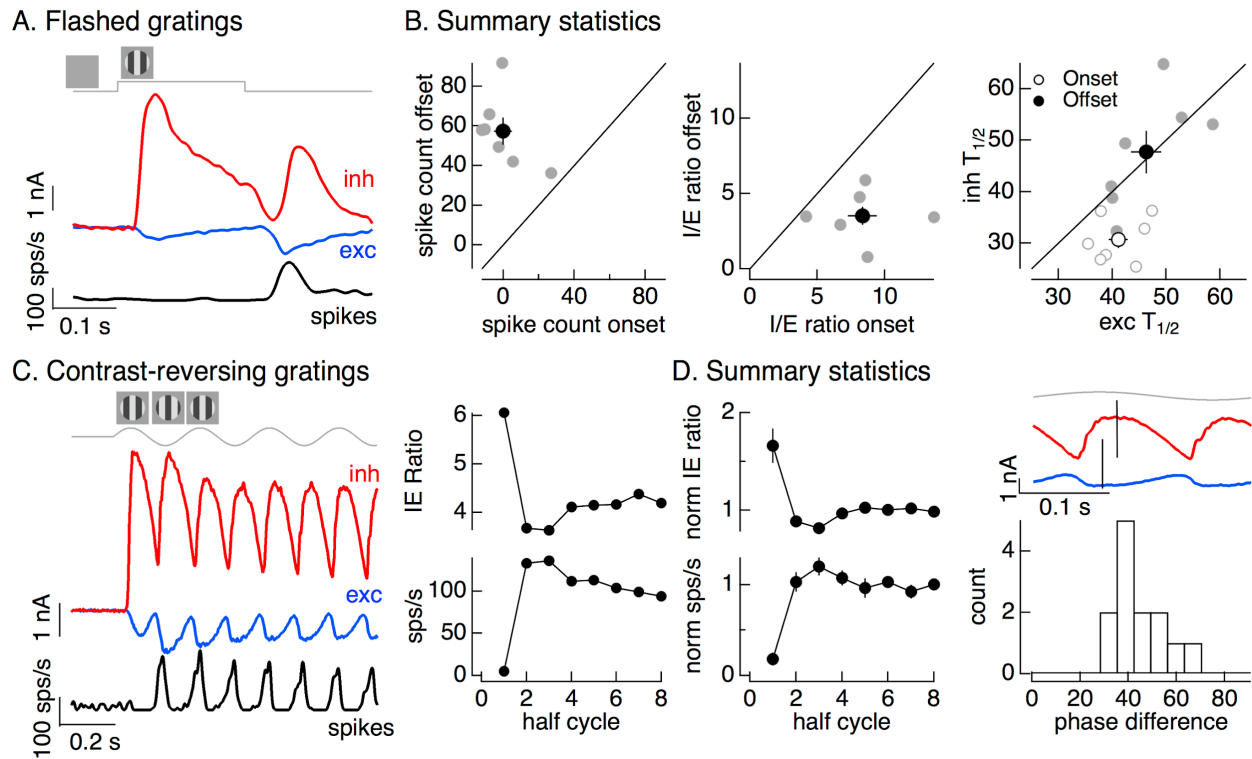 A. Flashed gratings
inh
1 nA
exc
100 sps/s
spikes
0.1 s
B. Summary statistics
spike count offset
80
60
40
20
0
0
40
80
spike count onset
I/E ratio offset
10
5
0
0
5
10
I/E ratio onset
Onset
Offset
inh T1/2
60
50
40
30
30
40
50
60
exc T1/2
C. Contrast-reversing gratings
inh
exc
1 nA
100 sps/s
spikes
0.2 s
IE Ratio
6
5
4
sps/s
100
50
0
0
2
4
6
8
half cycle
D. Summary statistics
norm IE ratio
2
1
norm sps/s
1
0
0
2
4
6
8
half cycle
1 nA
0.1 s
count
4
2
0
0
20
40
60
80
phase difference